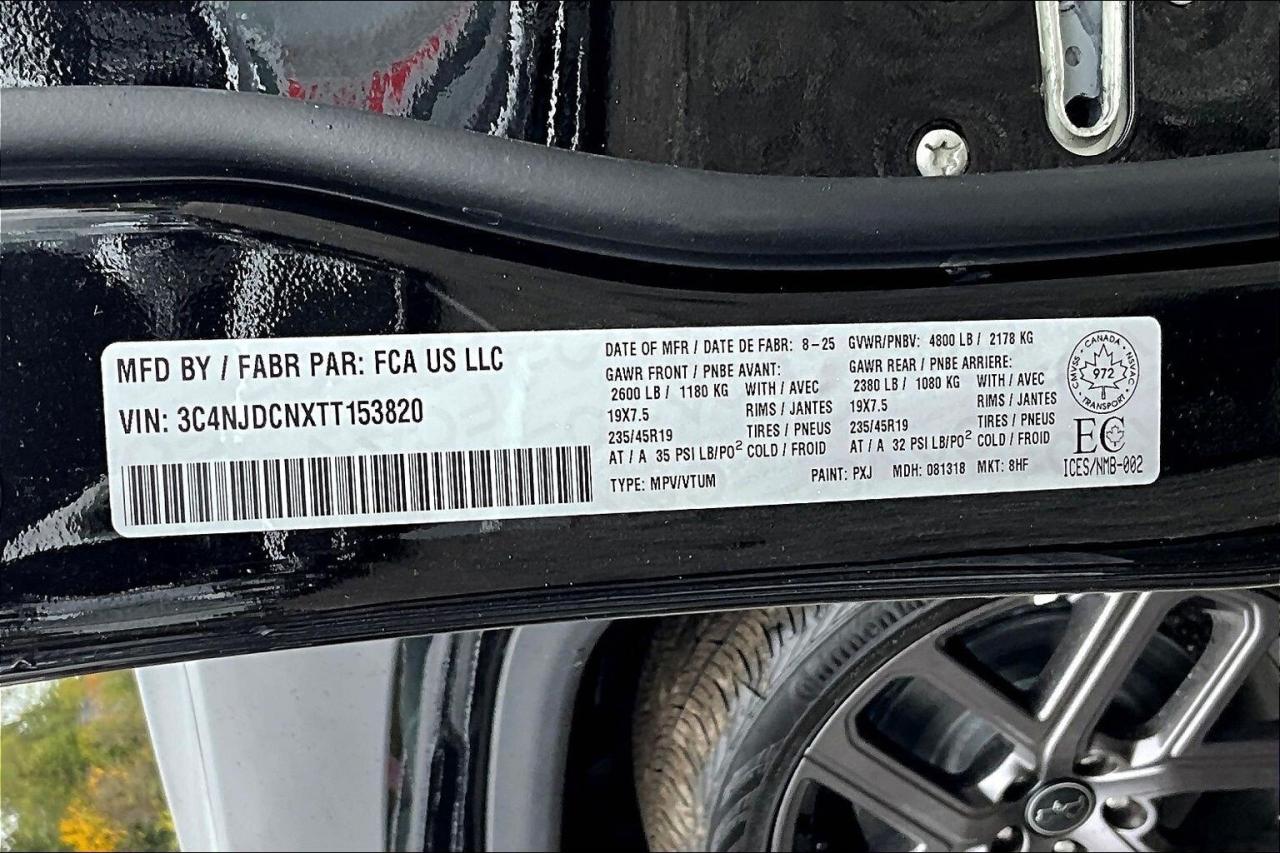 MFD BY / FABR PAR: FCA US LLC
VIN: 3C4NJDCNXTT153820
DATE OF MFR / DATE DE FABR: 8-25
GAWR FRONT / PNBE AVANT:
2600 LB / 1180 KG WITH / AVEC
19X7.5 RIMS / JANTES
235/45R19 TIRES / PNEUS
AT / A 35 PSI LB/PO² COLD / FROID
TYPE: MPV/VTUM
GVWR/PNBV: 4800 LB / 2178 KG
GAWR REAR / PNBE ARRIERE:
2380 LB / 1080 KG WITH / AVEC
19X7.5 RIMS / JANTES
235/45R19 TIRES / PNEUS
AT / A 32 PSI LB/PO² COLD / FROID
PAINT: PXJ MDH: 081318 MKT: 8HF
CANADA
CMVSS 972 NSVAC
TRANSPORT
EC
ICES/NMB-002
Continental